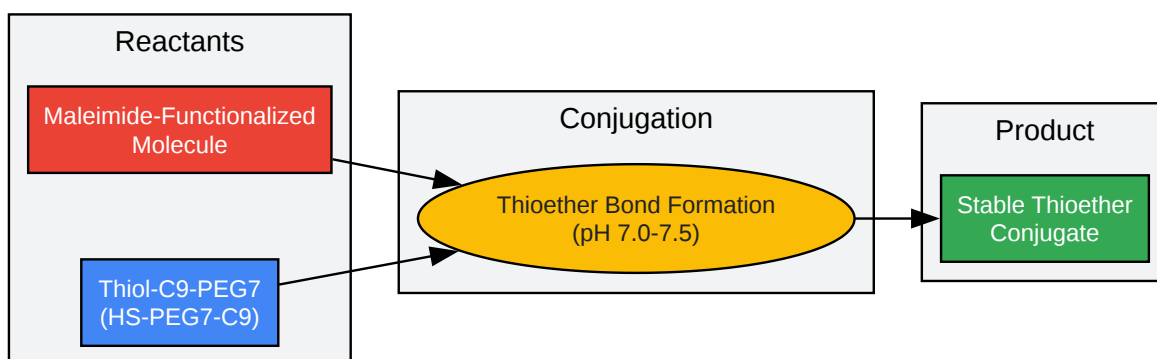 Reactants
Maleimide-Functionalized
Molecule
Thiol-C9-PEG7
(HS-PEG7-C9)
Conjugation
Thioether Bond Formation
(pH 7.0-7.5)
Product
Stable Thioether
Conjugate